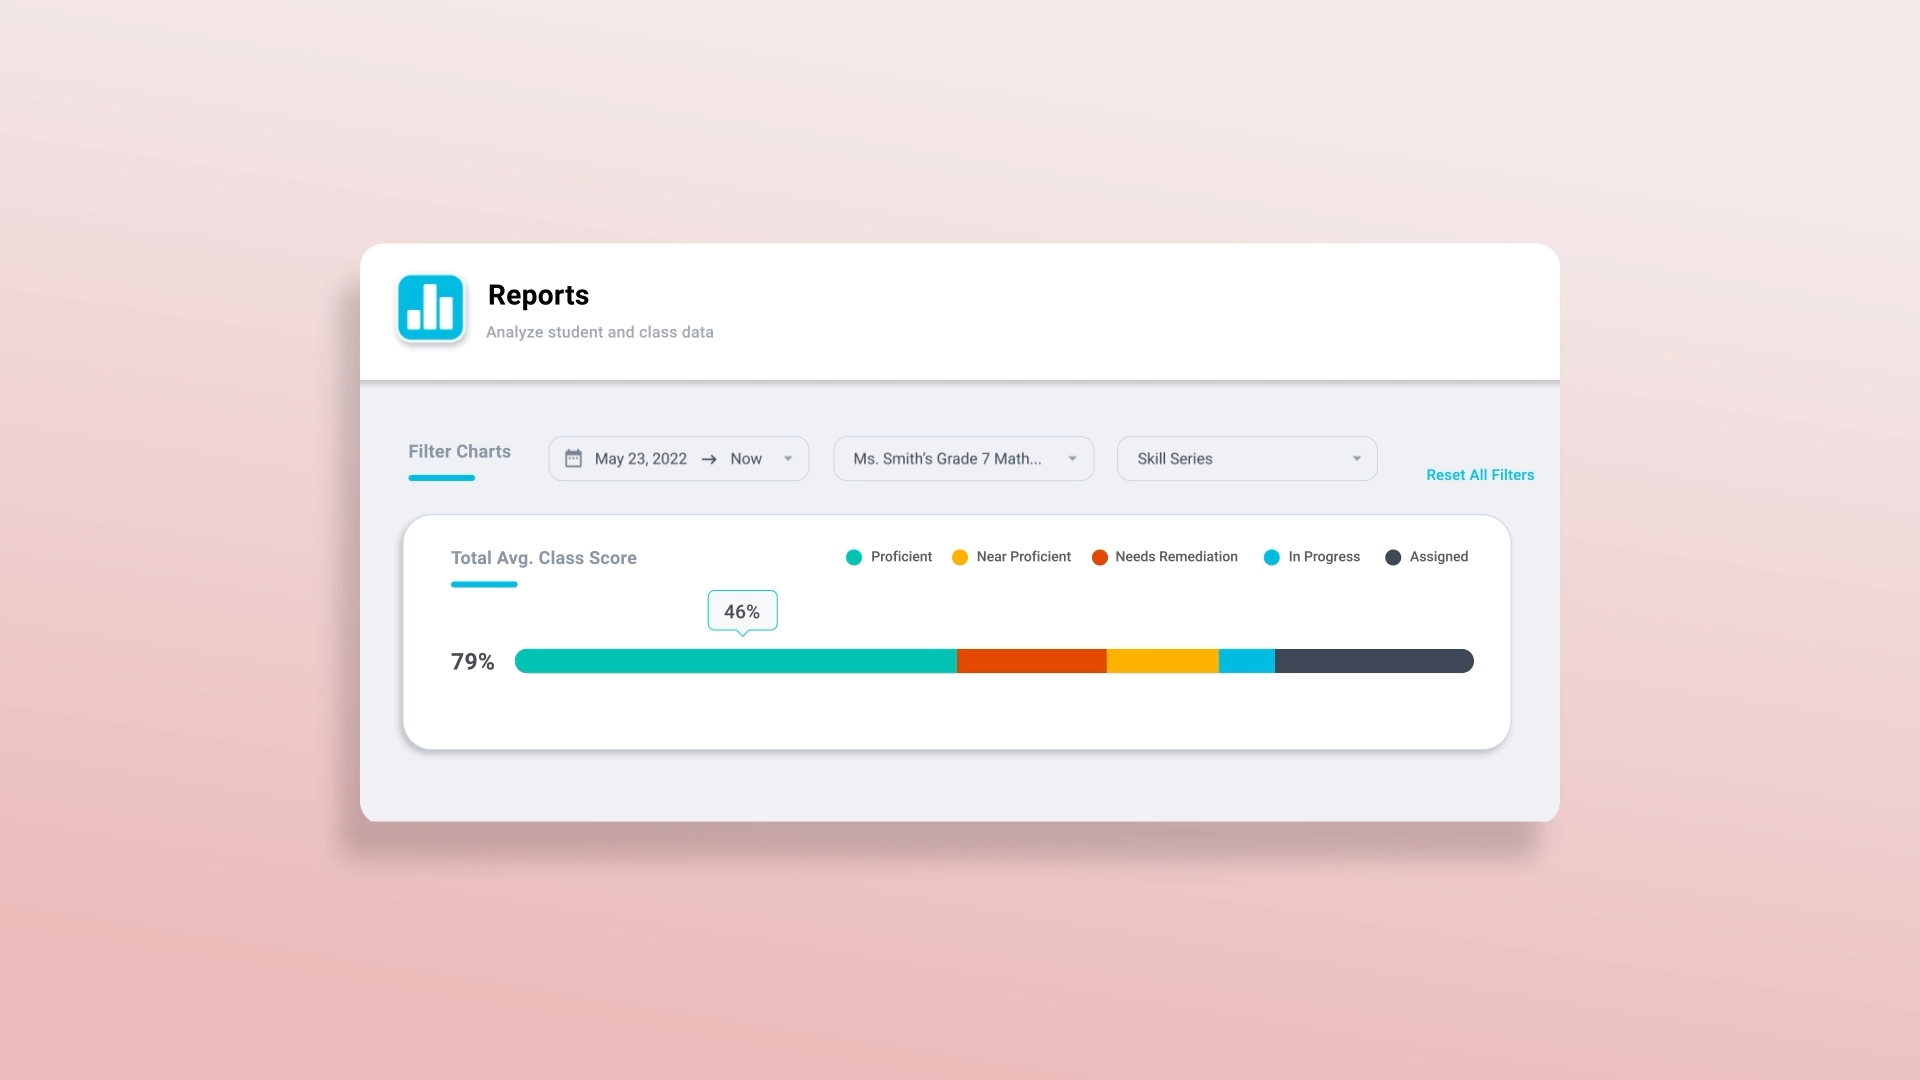 Reports
Analyze student and class data
Filter Charts
May 23, 2022 → Now
Ms. Smith’s Grade 7 Math...
Skill Series
Reset All Filters
Total Avg. Class Score
Proficient
Near Proficient
Needs Remediation
In Progress
Assigned
46%
79%